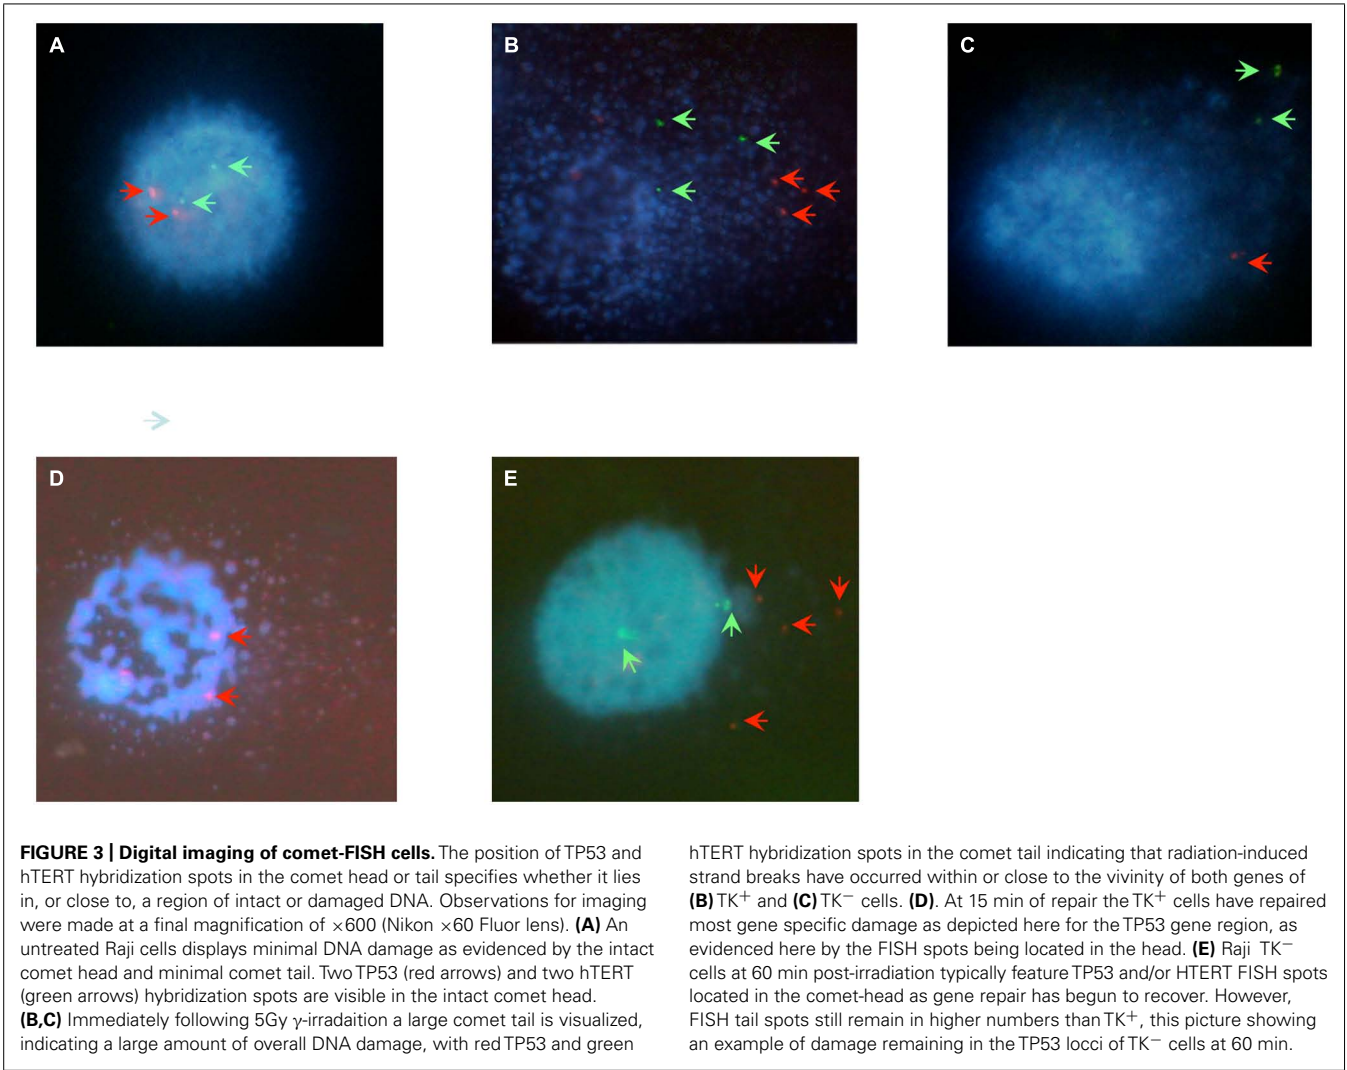 A
B
C
D
E
FIGURE 3 | Digital imaging of comet-FISH cells. The position of TP53 and
hTERT hybridization spots in the comet head or tail specifies whether it lies
in, or close to, a region of intact or damaged DNA. Observations for imaging
were made at a final magnification of ×600 (Nikon ×60 Fluor lens). (A) An
untreated Raji cells displays minimal DNA damage as evidenced by the intact
comet head and minimal comet tail. Two TP53 (red arrows) and two hTERT
(green arrows) hybridization spots are visible in the intact comet head.
(B,C) Immediately following 5Gy γ-irradaition a large comet tail is visualized,
indicating a large amount of overall DNA damage, with red TP53 and green
hTERT hybridization spots in the comet tail indicating that radiation-induced
strand breaks have occurred within or close to the vivinity of both genes of
(B) TK+ and (C) TK− cells. (D). At 15 min of repair the TK+ cells have repaired
most gene specific damage as depicted here for the TP53 gene region, as
evidenced here by the FISH spots being located in the head. (E) Raji TK−
cells at 60 min post-irradiation typically feature TP53 and/or HTERT FISH spots
located in the comet-head as gene repair has begun to recover. However,
FISH tail spots still remain in higher numbers than TK+, this picture showing
an example of damage remaining in the TP53 loci of TK− cells at 60 min.